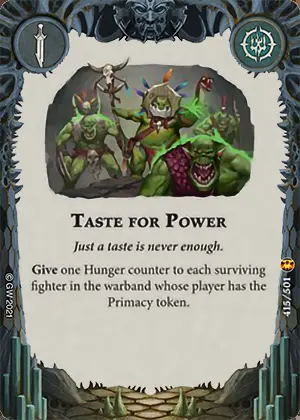 TASTE FOR POWER
Just a taste is never enough.
Give one Hunger counter to each surviving
fighter in the warband whose player has the
Primacy token.
© GW 2021
415/501